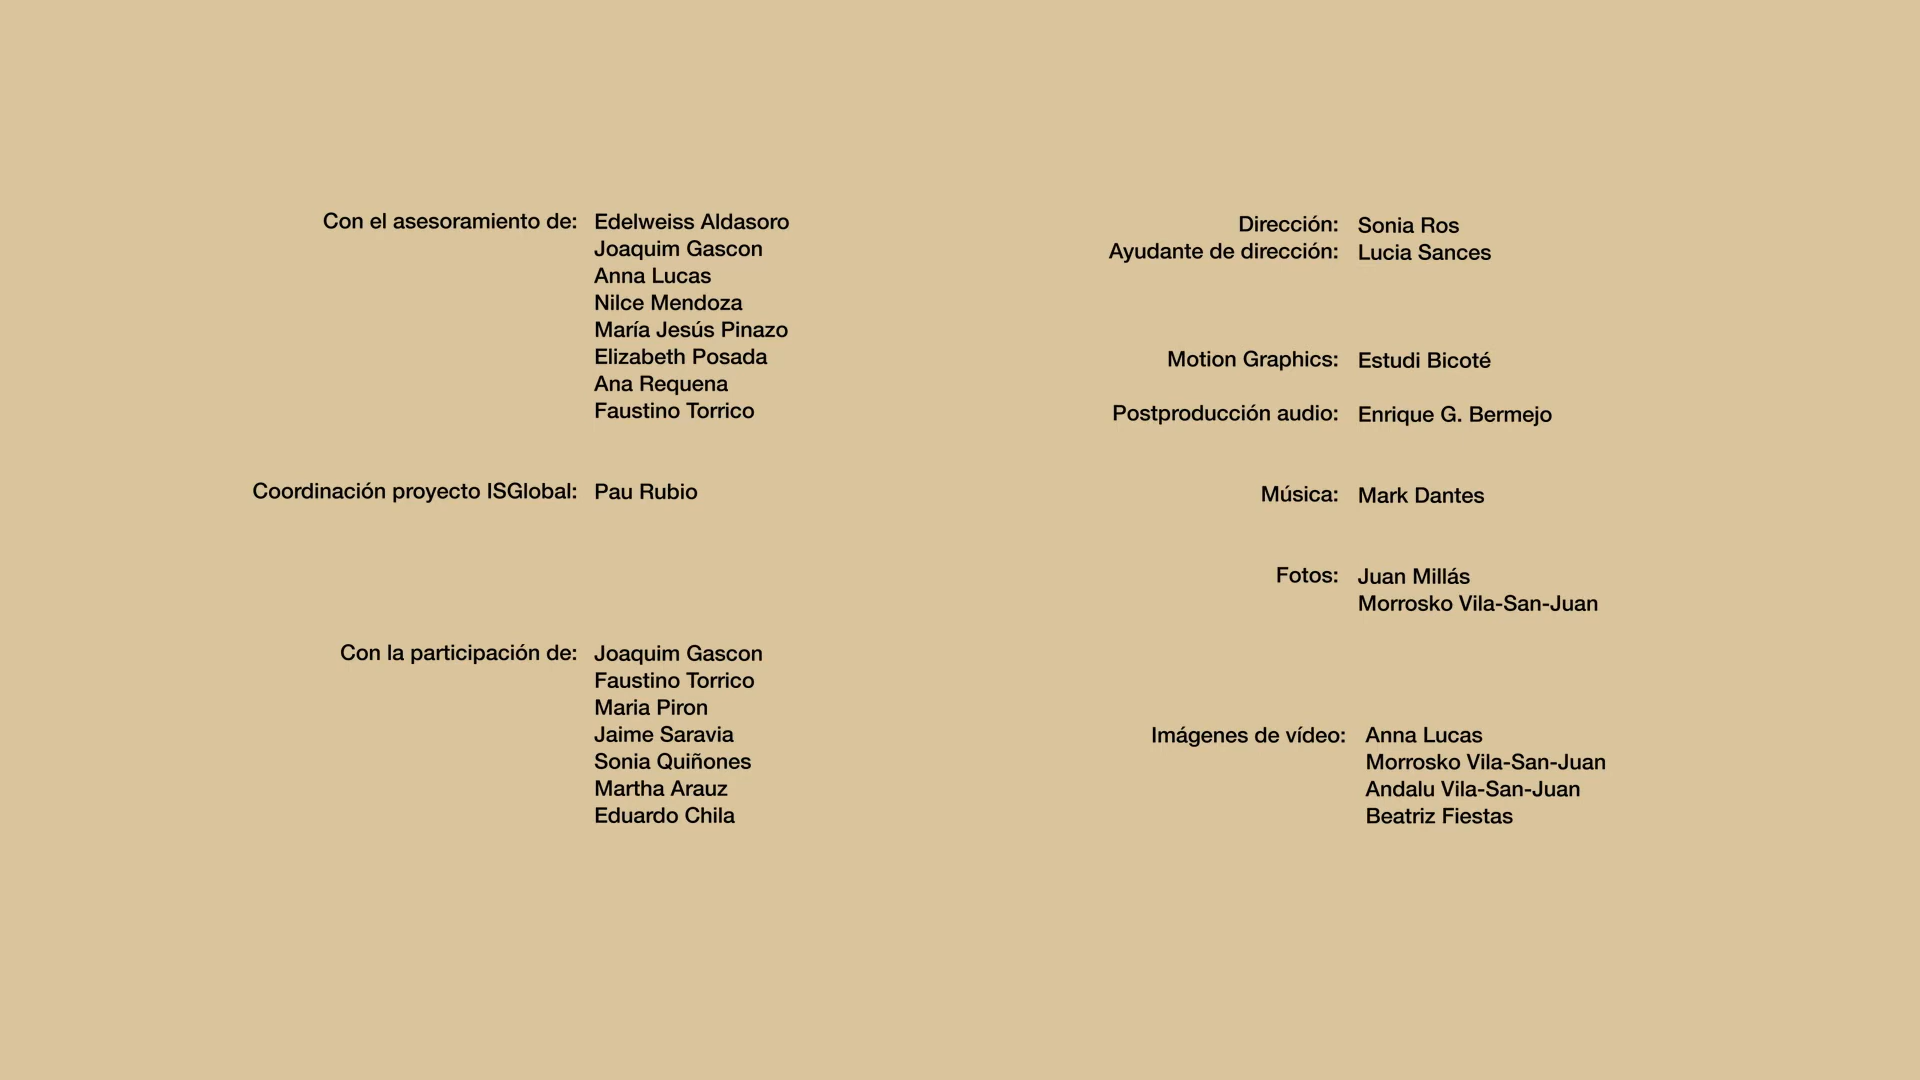 Con el asesoramiento de: Edelweiss Aldasoro
Joaquim Gascon
Anna Lucas
Nilce Mendoza
María Jesús Pinazo
Elizabeth Posada
Ana Requena
Faustino Torrico
Coordinación proyecto ISGlobal: Pau Rubio
Con la participación de: Joaquim Gascon
Faustino Torrico
Maria Piron
Jaime Saravia
Sonia Quiñones
Martha Arauz
Eduardo Chila
Dirección: Sonia Ros
Ayudante de dirección: Lucia Sances
Motion Graphics: Estudi Bicoté
Postproducción audio: Enrique G. Bermejo
Música: Mark Dantes
Fotos: Juan Millás
Morrosko Vila-San-Juan
Imágenes de vídeo: Anna Lucas
Morrosko Vila-San-Juan
Andalu Vila-San-Juan
Beatriz Fiestas